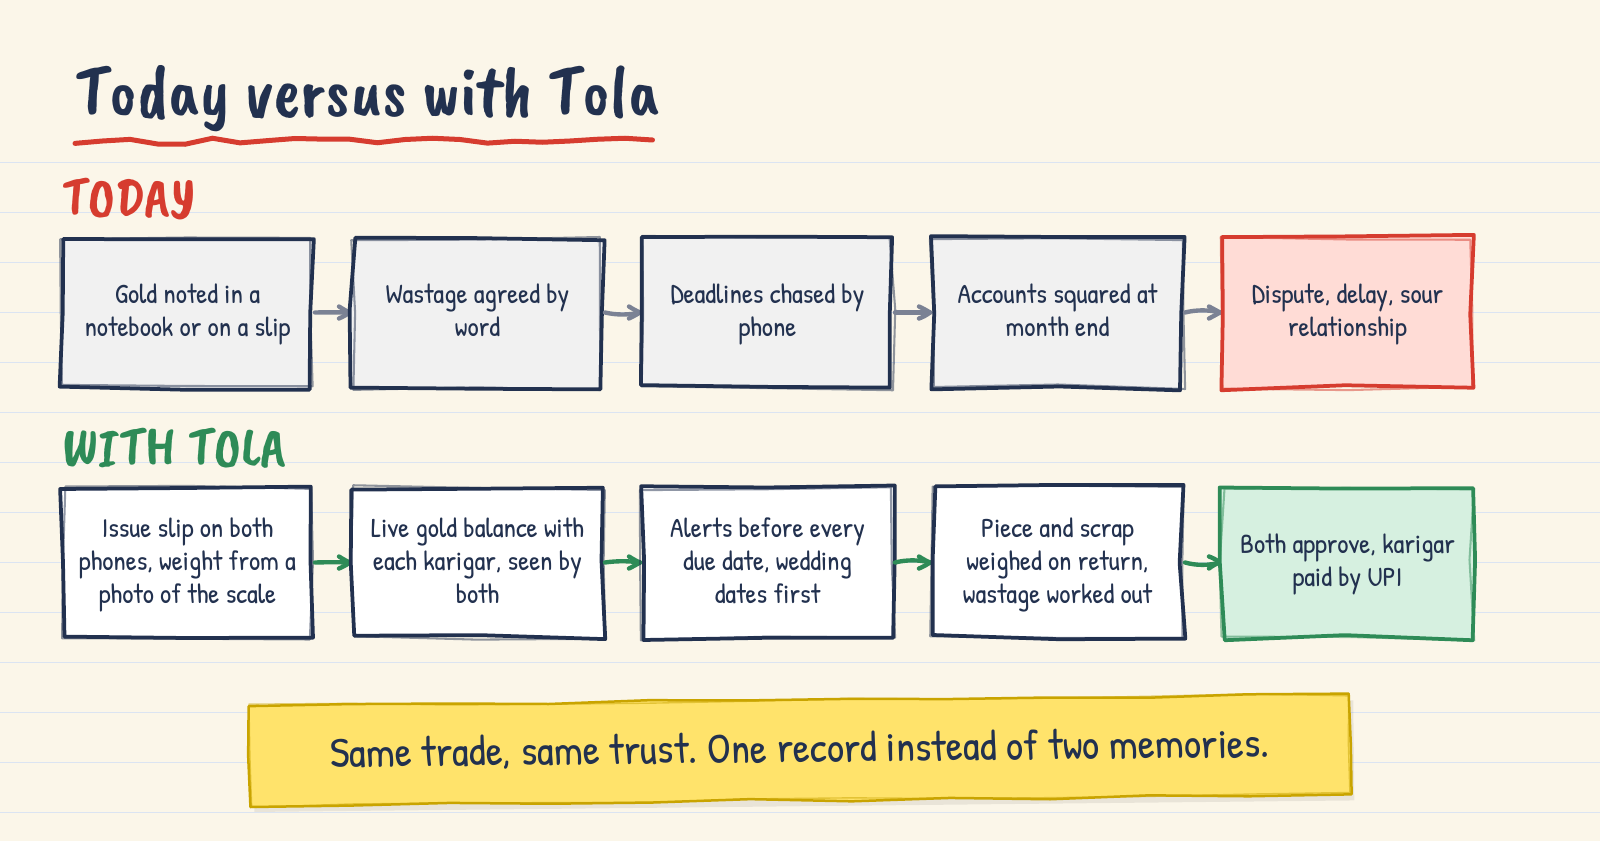 Today versus with Tola
TODAY
Gold noted in a
notebook or on a slip
Wastage agreed by
word
Deadlines chased by
phone
Accounts squared at
month end
Dispute, delay, sour
relationship
WITH TOLA
Issue slip on both
phones, weight from a
photo of the scale
Live gold balance with
each karigar, seen by
both
Alerts before every
due date, wedding
dates first
Piece and scrap
weighed on return,
wastage worked out
Both approve, karigar
paid by UPI
Same trade, same trust. One record instead of two memories.